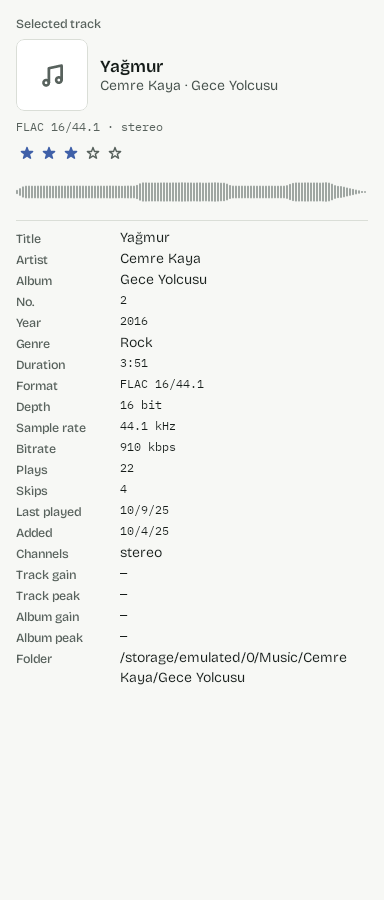 Selected track
Yağmur
Cemre Kaya · Gece Yolcusu
FLAC 16/44.1 · stereo
Title Yağmur
Artist Cemre Kaya
Album Gece Yolcusu
No. 2
Year 2016
Genre Rock
Duration 3:51
Format FLAC 16/44.1
Depth 16 bit
Sample rate 44.1 kHz
Bitrate 910 kbps
Plays 22
Skips 4
Last played 10/9/25
Added 10/4/25
Channels stereo
Track gain —
Track peak —
Album gain —
Album peak —
Folder /storage/emulated/0/Music/Cemre
Kaya/Gece Yolcusu